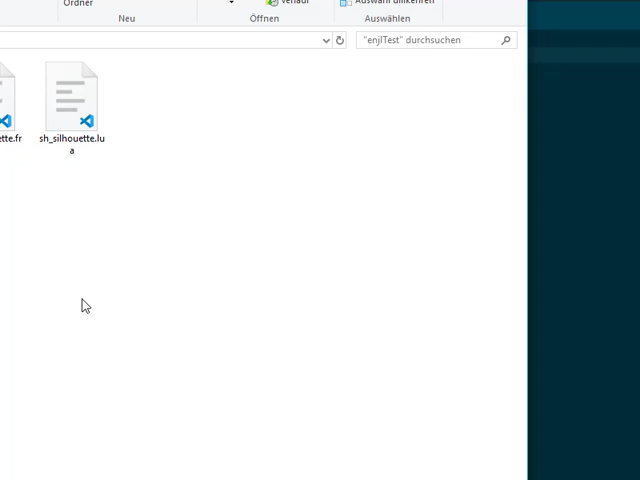 Ordner
Verlauf
Auswahl umkehren
Neu
Öffnen
Auswählen
"enjlTest" durchsuchen
ette.fr
sh_silhouette.lu
a